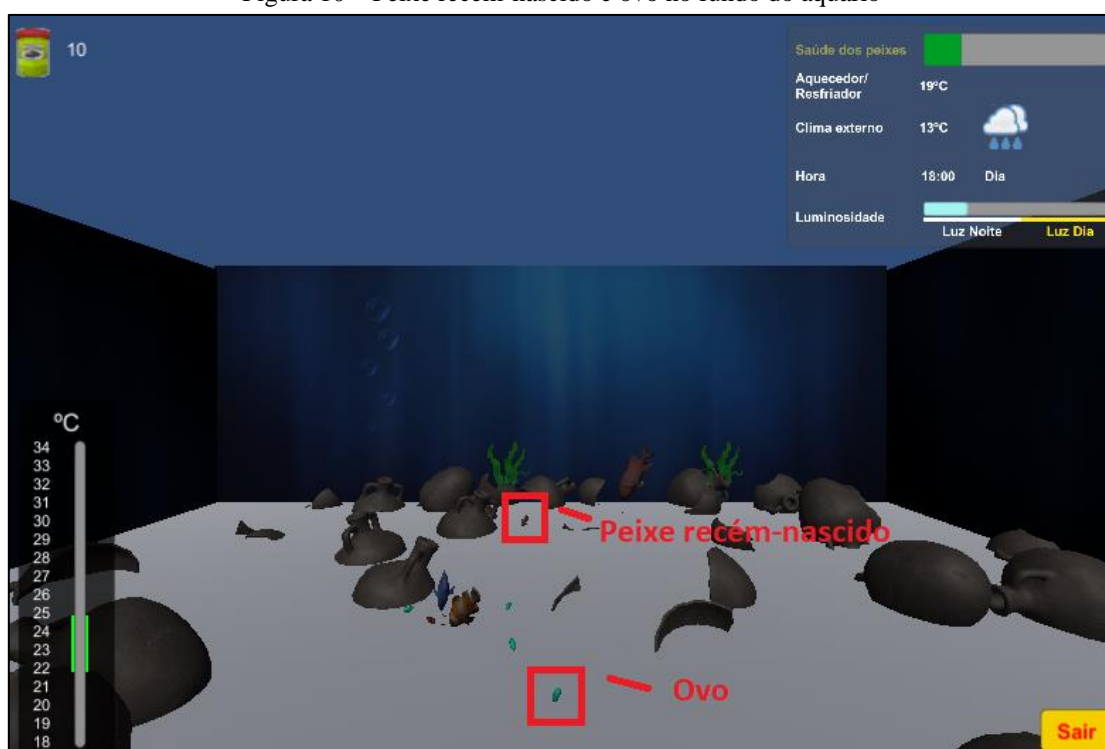 Figura 16 – Peixe recém-nascido e ovo no fundo do aquário
10
Saúde dos peixes
Aquecedor/
Resfriador
19ºC
Clima externo 13ºC
Hora 18:00 Dia
Luminosidade
Luz Noite Luz Dia
ºC
34
33
32
31
30
29
28
27
26
25
24
23
22
21
20
19
18
Peixe recém-nascido
Ovo
Sair